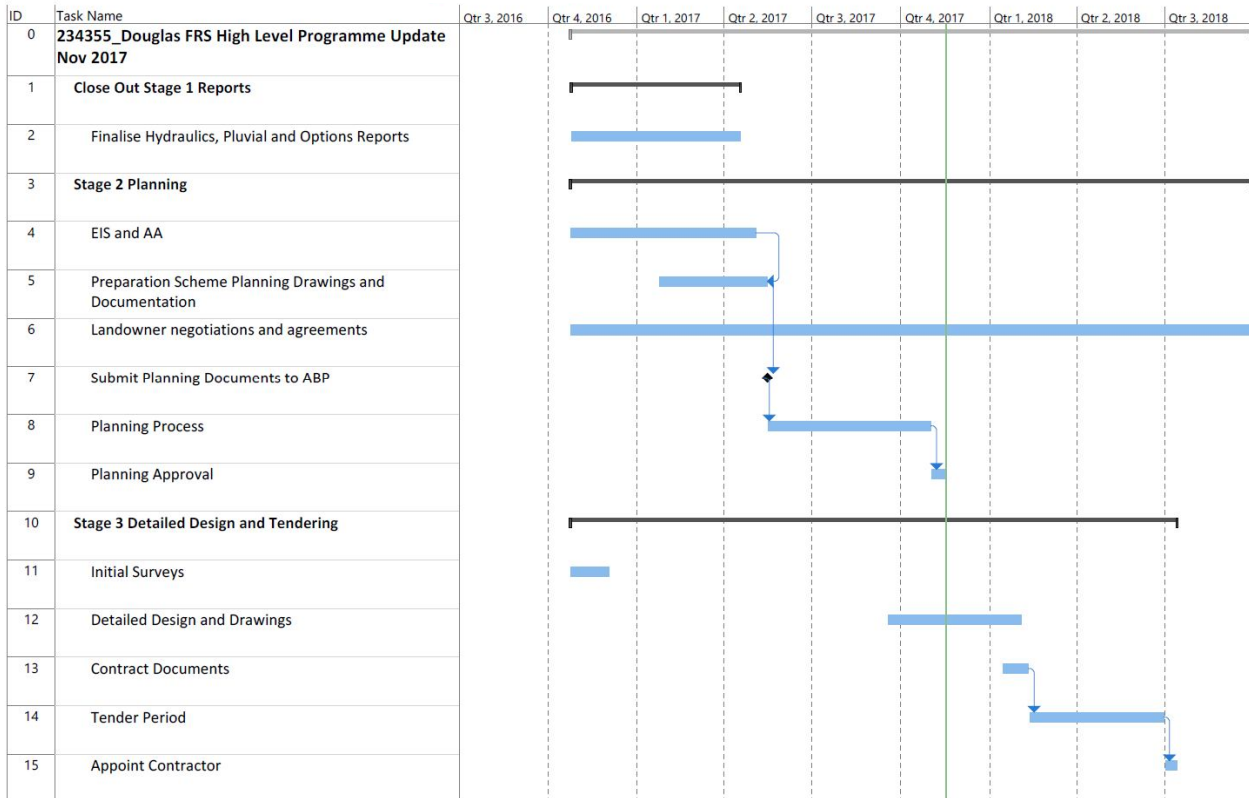 ID Task Name Qtr 3, 2016 Qtr 4, 2016 Qtr 1, 2017 Qtr 2, 2017 Qtr 3, 2017 Qtr 4, 2017 Qtr 1, 2018 Qtr 2, 2018 Qtr 3, 2018
0 234355_Douglas FRS High Level Programme Update
Nov 2017
1 Close Out Stage 1 Reports
2 Finalise Hydraulics, Pluvial and Options Reports
3 Stage 2 Planning
4 EIS and AA
5 Preparation Scheme Planning Drawings and
Documentation
6 Landowner negotiations and agreements
7 Submit Planning Documents to ABP
8 Planning Process
9 Planning Approval
10 Stage 3 Detailed Design and Tendering
11 Initial Surveys
12 Detailed Design and Drawings
13 Contract Documents
14 Tender Period
15 Appoint Contractor